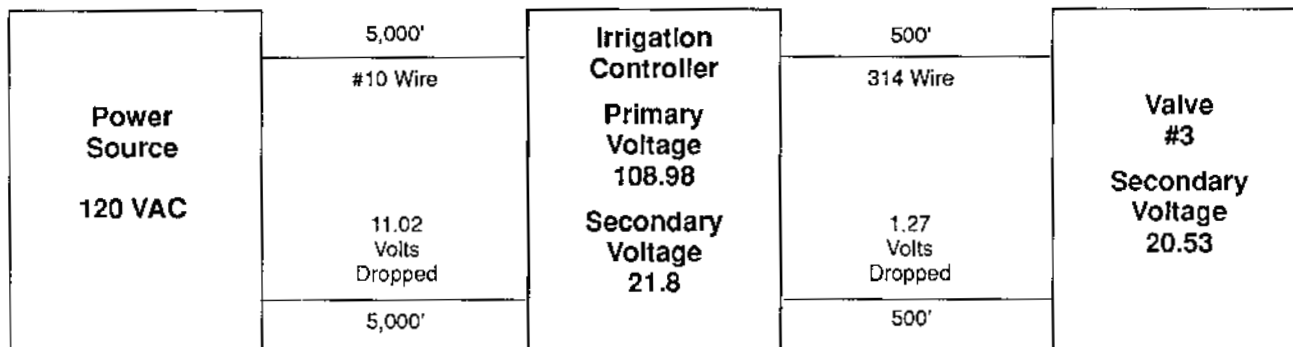 Power
Source
120 VAC
5,000'
#10 Wire
11.02
Volts
Dropped
5,000'
Irrigation
Controller
Primary
Voltage
108.98
Secondary
Voltage
21.8
500'
314 Wire
1.27
Volts
Dropped
500'
Valve
#3
Secondary
Voltage
20.53